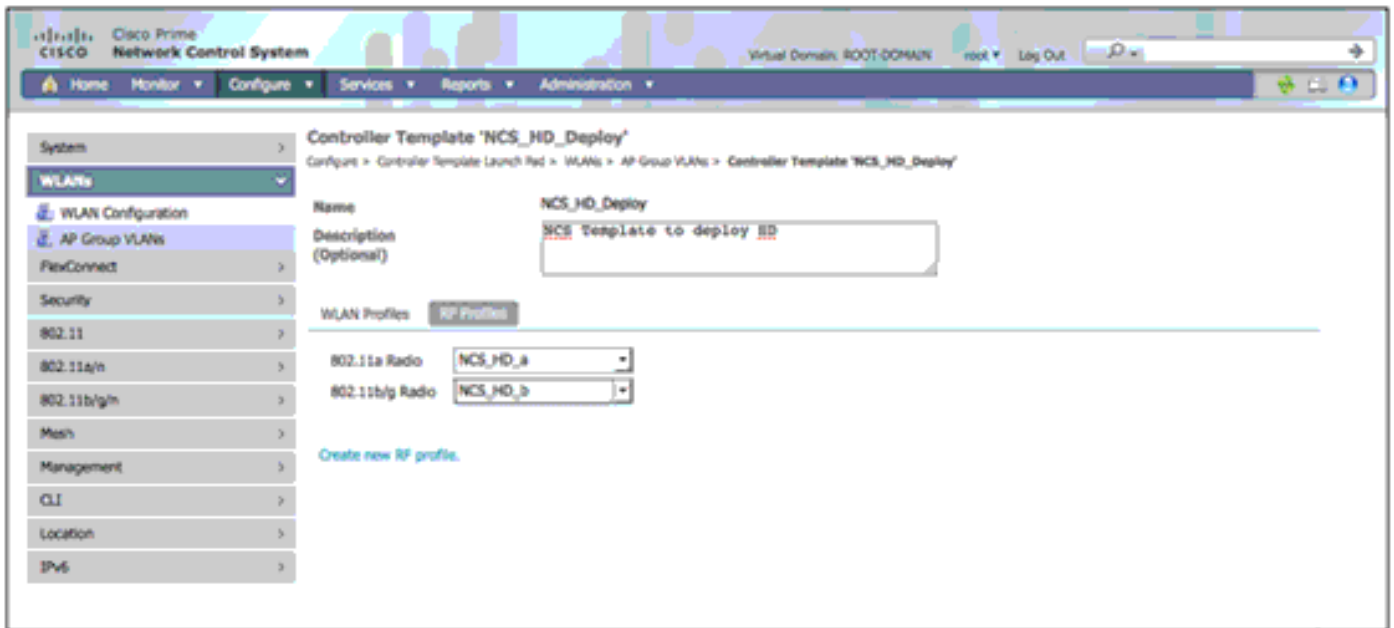 Cisco Prime
CISCO Network Control System
Virtual Domain: ROOT-DOMAIN root Log Out
Home Monitor Configure Services Reports Administration
System
WLANs
WLAN Configuration
AP Group VLANs
FlexConnect
Security
802.11
802.11a/n
802.11b/g/n
Mesh
Management
CLI
Location
IPv6
Controller Template 'NCS_HD_Deploy'
Configure > Controller Template Launch Pad > WLANs > AP Group VLANs > Controller Template 'NCS_HD_Deploy'
Name NCS_HD_Deploy
Description
(Optional)
NCS Template to deploy HD
WLAN Profiles RF Profiles
802.11a Radio NCS_HD_a
802.11b/g Radio NCS_HD_b
Create new RF profile.